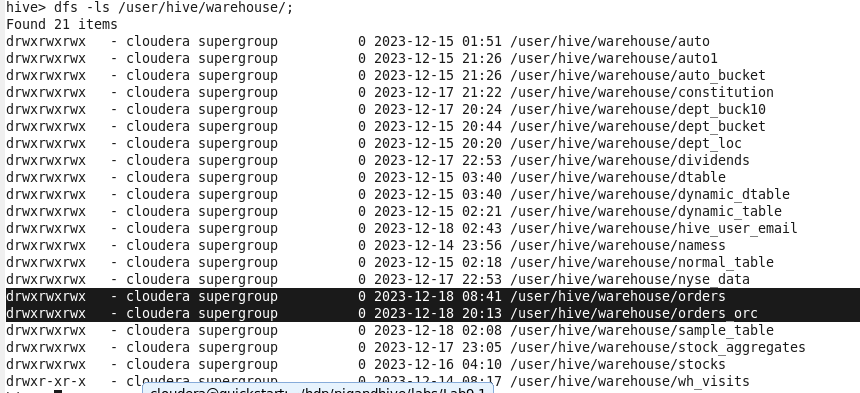 hive> dfs -ls /user/hive/warehouse/;
Found 21 items
drwxrwxrwx   - cloudera supergroup          0 2023-12-15 01:51 /user/hive/warehouse/auto
drwxrwxrwx   - cloudera supergroup          0 2023-12-15 21:26 /user/hive/warehouse/auto1
drwxrwxrwx   - cloudera supergroup          0 2023-12-15 21:26 /user/hive/warehouse/auto_bucket
drwxrwxrwx   - cloudera supergroup          0 2023-12-17 21:22 /user/hive/warehouse/constitution
drwxrwxrwx   - cloudera supergroup          0 2023-12-17 20:24 /user/hive/warehouse/dept_buck10
drwxrwxrwx   - cloudera supergroup          0 2023-12-15 20:44 /user/hive/warehouse/dept_bucket
drwxrwxrwx   - cloudera supergroup          0 2023-12-15 20:20 /user/hive/warehouse/dept_loc
drwxrwxrwx   - cloudera supergroup          0 2023-12-17 22:53 /user/hive/warehouse/dividends
drwxrwxrwx   - cloudera supergroup          0 2023-12-15 03:40 /user/hive/warehouse/dtable
drwxrwxrwx   - cloudera supergroup          0 2023-12-15 03:40 /user/hive/warehouse/dynamic_dtable
drwxrwxrwx   - cloudera supergroup          0 2023-12-15 02:21 /user/hive/warehouse/dynamic_table
drwxrwxrwx   - cloudera supergroup          0 2023-12-18 02:43 /user/hive/warehouse/hive_user_email
drwxrwxrwx   - cloudera supergroup          0 2023-12-14 23:56 /user/hive/warehouse/namess
drwxrwxrwx   - cloudera supergroup          0 2023-12-15 02:18 /user/hive/warehouse/normal_table
drwxrwxrwx   - cloudera supergroup          0 2023-12-17 22:53 /user/hive/warehouse/nyse_data
drwxrwxrwx   - cloudera supergroup          0 2023-12-18 08:41 /user/hive/warehouse/orders
drwxrwxrwx   - cloudera supergroup          0 2023-12-18 20:13 /user/hive/warehouse/orders_orc
drwxrwxrwx   - cloudera supergroup          0 2023-12-18 02:08 /user/hive/warehouse/sample_table
drwxrwxrwx   - cloudera supergroup          0 2023-12-17 23:05 /user/hive/warehouse/stock_aggregates
drwxrwxrwx   - cloudera supergroup          0 2023-12-16 04:10 /user/hive/warehouse/stocks
drwxr-xr-x   - cloudera supergroup          0 2023-12-14 08:17 /user/hive/warehouse/wh_visits
cloudera@quickstart:~/hdp/pigandhive/labs/Lab9.1